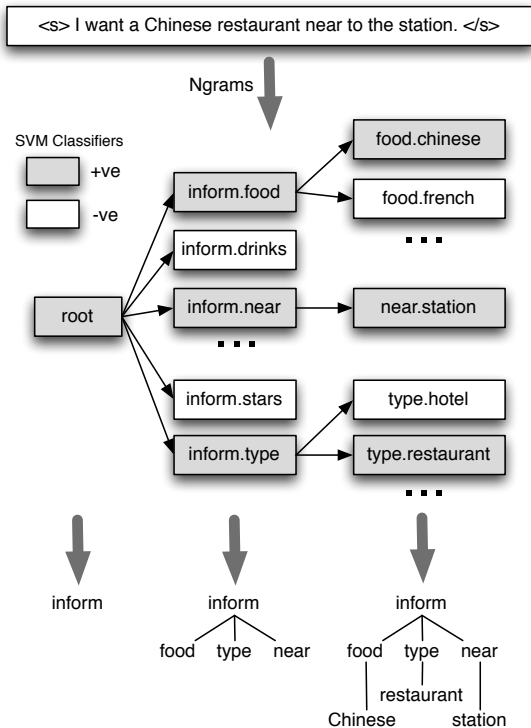 <s> I want a Chinese restaurant near to the station. </s>
Ngrams
SVM Classifiers
+ve
-ve
food.chinese
inform.food
food.french
...
inform.drinks
root
inform.near
near.station
...
inform.stars
type.hotel
inform.type
type.restaurant
...
inform
inform
inform
food type near
food type near
restaurant
Chinese
station